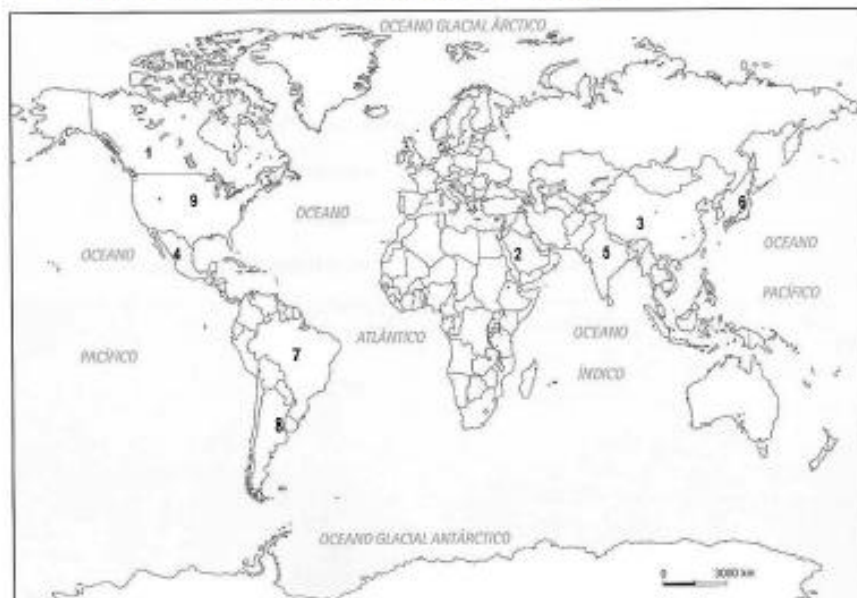 OCEANO GLACIAL ÁRCTICO
1
9
OCEANO
6
3
OCEANO
4
2
5
OCEANO
PACÍFICO
ATLÂNTICO
OCEANO
PACÍFICO
7
ÍNDICO
8
OCEANO GLACIAL ANTÁRCTICO
0 3000 km